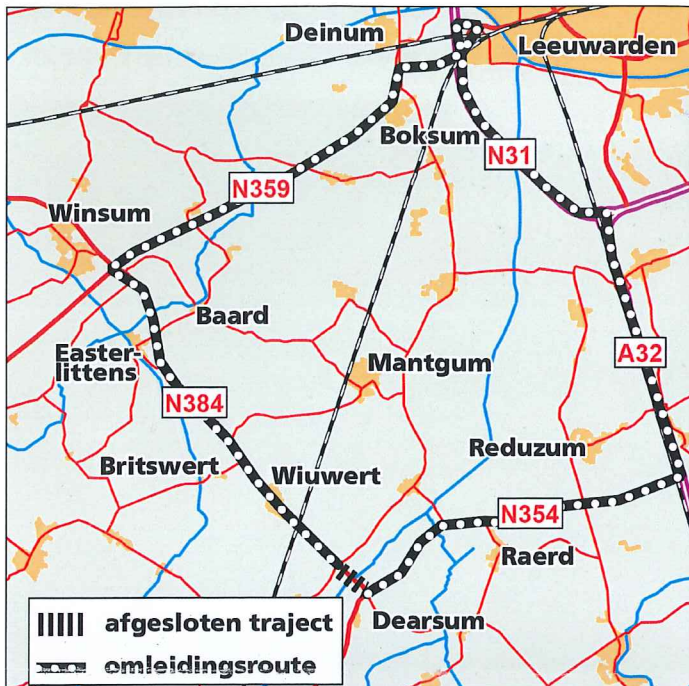 Deinum
Leeuwarden
Boksum
N31
N359
Winsum
Baard
A32
Easter-
littens
Mantgum
N384
Reduzum
Britswert
Wiuwert
N354
Raerd
Dearsum
afgesloten traject
omleidingsroute